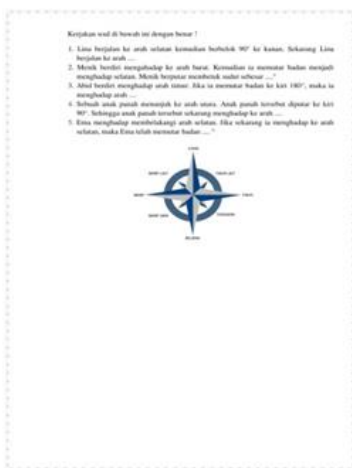 Kerjakan soal di bawah ini dengan benar !
1. Lina berjalan ke arah selatan kemudian berbelok 90° ke kanan. Sekarang Lina
berjalan ke arah ....
2. Menik berdiri mengahadap ke arah barat. Kemudian ia memutar badan menjadi
menghadap selatan. Menik berputar membentuk sudut sebesar ....°
3. Abid berdiri menghadap arah timur. Jika ia memutar badan ke kiri 180°, maka ia
menghadap arah ....
4. Sebuah anak panah menunjuk ke arah utara. Anak panah tersebut diputar ke kiri
90°. Sehingga anak panah tersebut sekarang menghadap ke arah ....
5. Ema menghadap membelakangi arah selatan. Jika sekarang ia menghadap ke arah
selatan, maka Ema telah memutar badan .... °
UTARA
BARAT LAUT
TIMUR LAUT
BARAT
TIMUR
BARAT DAYA
TENGGARA
SELATAN